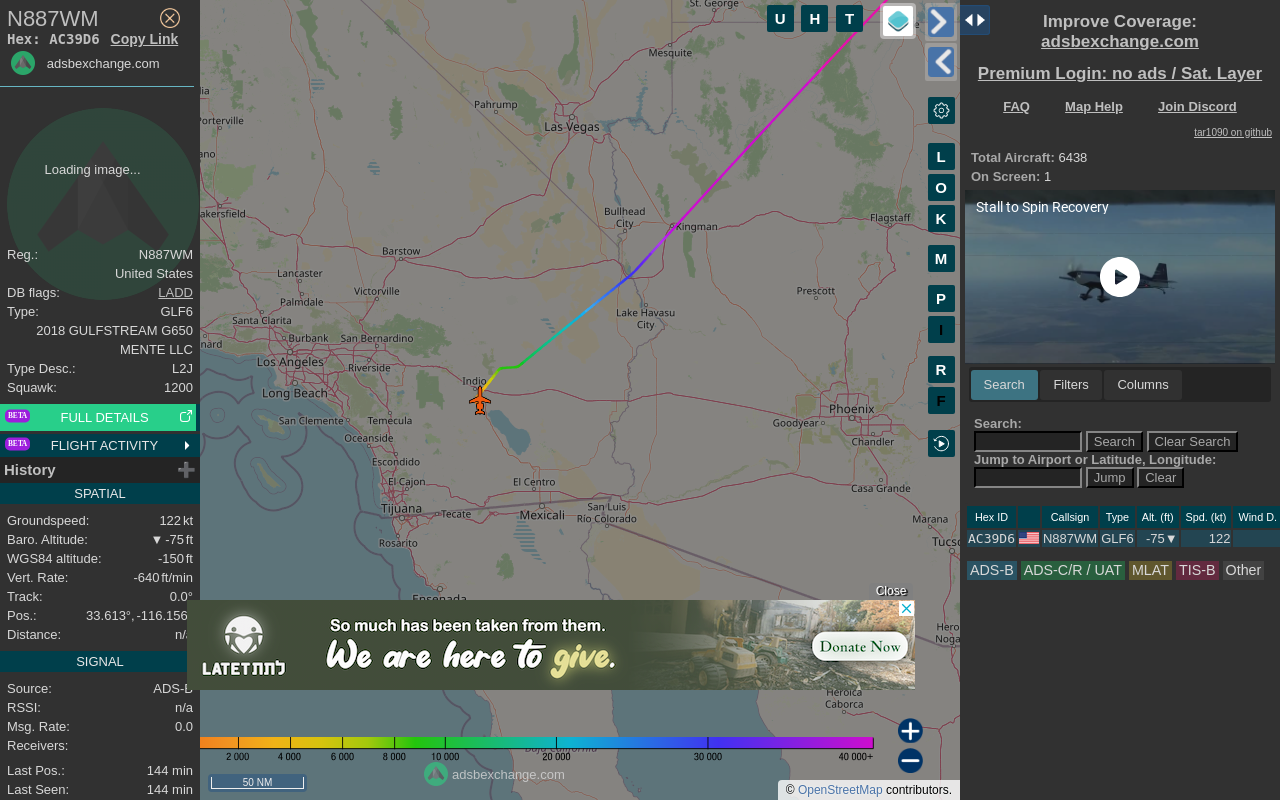 N887WM
Hex: AC39D6 Copy Link
adsbexchange.com
Loading image...
Reg.: N887WM
United States
DB flags: LADD
Type: GLF6
2018 GULFSTREAM G650
MENTE LLC
Type Desc.: L2J
Squawk: 1200
BETA FULL DETAILS
BETA FLIGHT ACTIVITY
History
SPATIAL
Groundspeed: 122 kt
Baro. Altitude: ▼ -75 ft
WGS84 altitude: -150 ft
Vert. Rate: -640 ft/min
Track: 0.0°
Pos.: 33.613°, -116.156
Distance: n/a
SIGNAL
Source: ADS-B
RSSI: n/a
Msg. Rate: 0.0
Receivers:
Last Pos.: 144 min
Last Seen: 144 min
U H T
L
O
K
M
P
I
R
F
St. George
Mesquite
Pahrump
Las Vegas
Porterville
Bullhead
City
Kingman
Flagstaff
Barstow
Lancaster
Victorville
Palmdale
Prescott
Lake Havasu
City
Santa Clarita
Burbank
San Bernardino
Los Angeles
Riverside
Indio
Long Beach
Temecula
Phoenix
Goodyear
Chandler
Oceanside
Escondido
El Cajon
El Centro
Casa Grande
Tijuana
Tecate
Mexicali
San Luis
Río Colorado
Marana
Rosarito
Ensenada
Heroica
Caborca
Close
So much has been taken from them.
We are here to give.
LATET לתת
Donate Now
2 000 4 000 6 000 8 000 10 000 20 000 30 000 40 000+
Baja California
adsbexchange.com
50 NM
© OpenStreetMap contributors.
Improve Coverage:
adsbexchange.com
Premium Login: no ads / Sat. Layer
FAQ Map Help Join Discord
tar1090 on github
Total Aircraft: 6438
On Screen: 1
Stall to Spin Recovery
Search Filters Columns
Search:
Search Clear Search
Jump to Airport or Latitude, Longitude:
Jump Clear
Hex ID Callsign Type Alt. (ft) Spd. (kt) Wind D.
AC39D6 N887WM GLF6 -75▼ 122
ADS-B ADS-C/R / UAT MLAT TIS-B Other